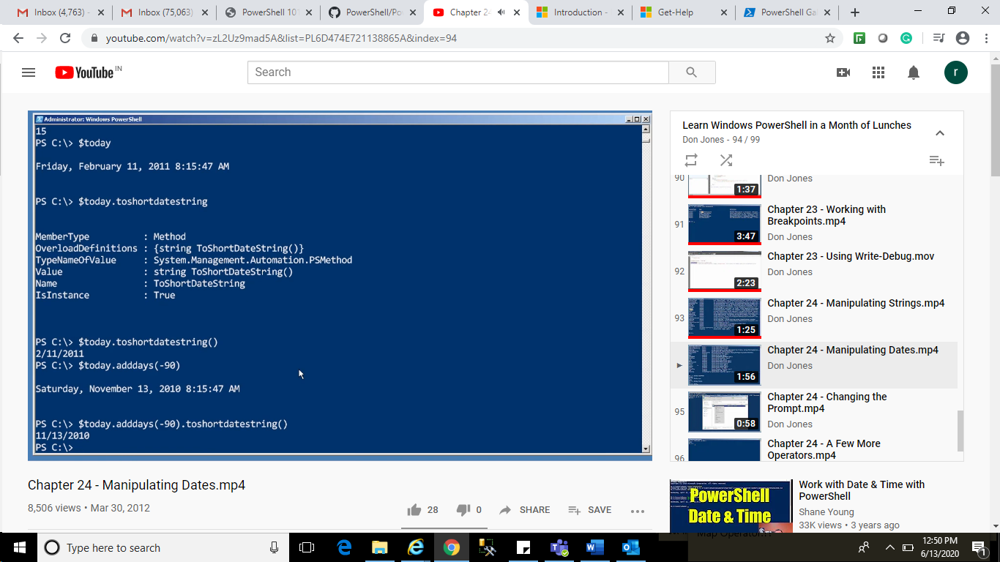 Inbox (4,763) -
Inbox (75,063)
PowerShell 101
PowerShell/Po
Chapter 24
Introduction -
Get-Help
PowerShell Ga
youtube.com/watch?v=zL2Uz9mad5A&list=PL6D474E721138865A&index=94
YouTube IN
Search
r
Administrator: Windows PowerShell
15
PS C:\> $today
Friday, February 11, 2011 8:15:47 AM
PS C:\> $today.toshortdatestring
MemberType : Method
OverloadDefinitions : {string ToShortDateString()}
TypeNameOfValue : System.Management.Automation.PSMethod
Value : string ToShortDateString()
Name : ToShortDateString
IsInstance : True
PS C:\> $today.toshortdatestring()
2/11/2011
PS C:\> $today.adddays(-90)
Saturday, November 13, 2010 8:15:47 AM
PS C:\> $today.adddays(-90).toshortdatestring()
11/13/2010
PS C:\>
Chapter 24 - Manipulating Dates.mp4
8,506 views • Mar 30, 2012
28
0
SHARE
SAVE
Learn Windows PowerShell in a Month of Lunches
Don Jones - 94 / 99
90
1:37
Don Jones
91
3:47
Chapter 23 - Working with
Breakpoints.mp4
Don Jones
92
2:23
Chapter 23 - Using Write-Debug.mov
Don Jones
93
1:25
Chapter 24 - Manipulating Strings.mp4
Don Jones
1:56
Chapter 24 - Manipulating Dates.mp4
Don Jones
95
0:58
Chapter 24 - Changing the
Prompt.mp4
Don Jones
96
Chapter 24 - A Few More
Operators.mp4
PowerShell
Date & Time
Work with Date & Time with
PowerShell
Shane Young
33K views • 3 years ago
Type here to search
12:50 PM
6/13/2020
1